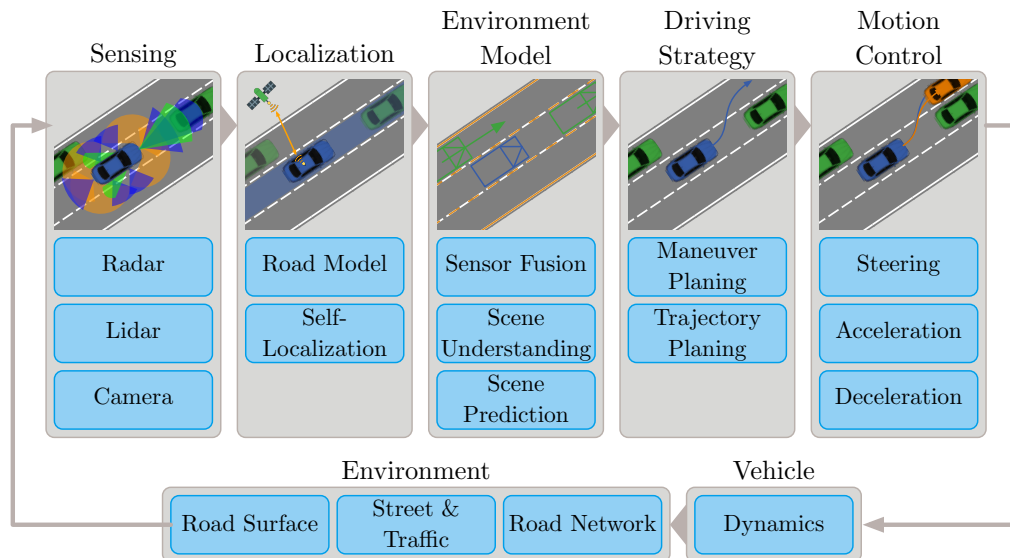 Sensing
Localization
Environment
Model
Driving
Strategy
Motion
Control
Radar
Lidar
Camera
Road Model
Self-
Localization
Sensor Fusion
Scene
Understanding
Scene
Prediction
Maneuver
Planing
Trajectory
Planing
Steering
Acceleration
Deceleration
Environment
Road Surface
Street &
Traffic
Road Network
Vehicle
Dynamics